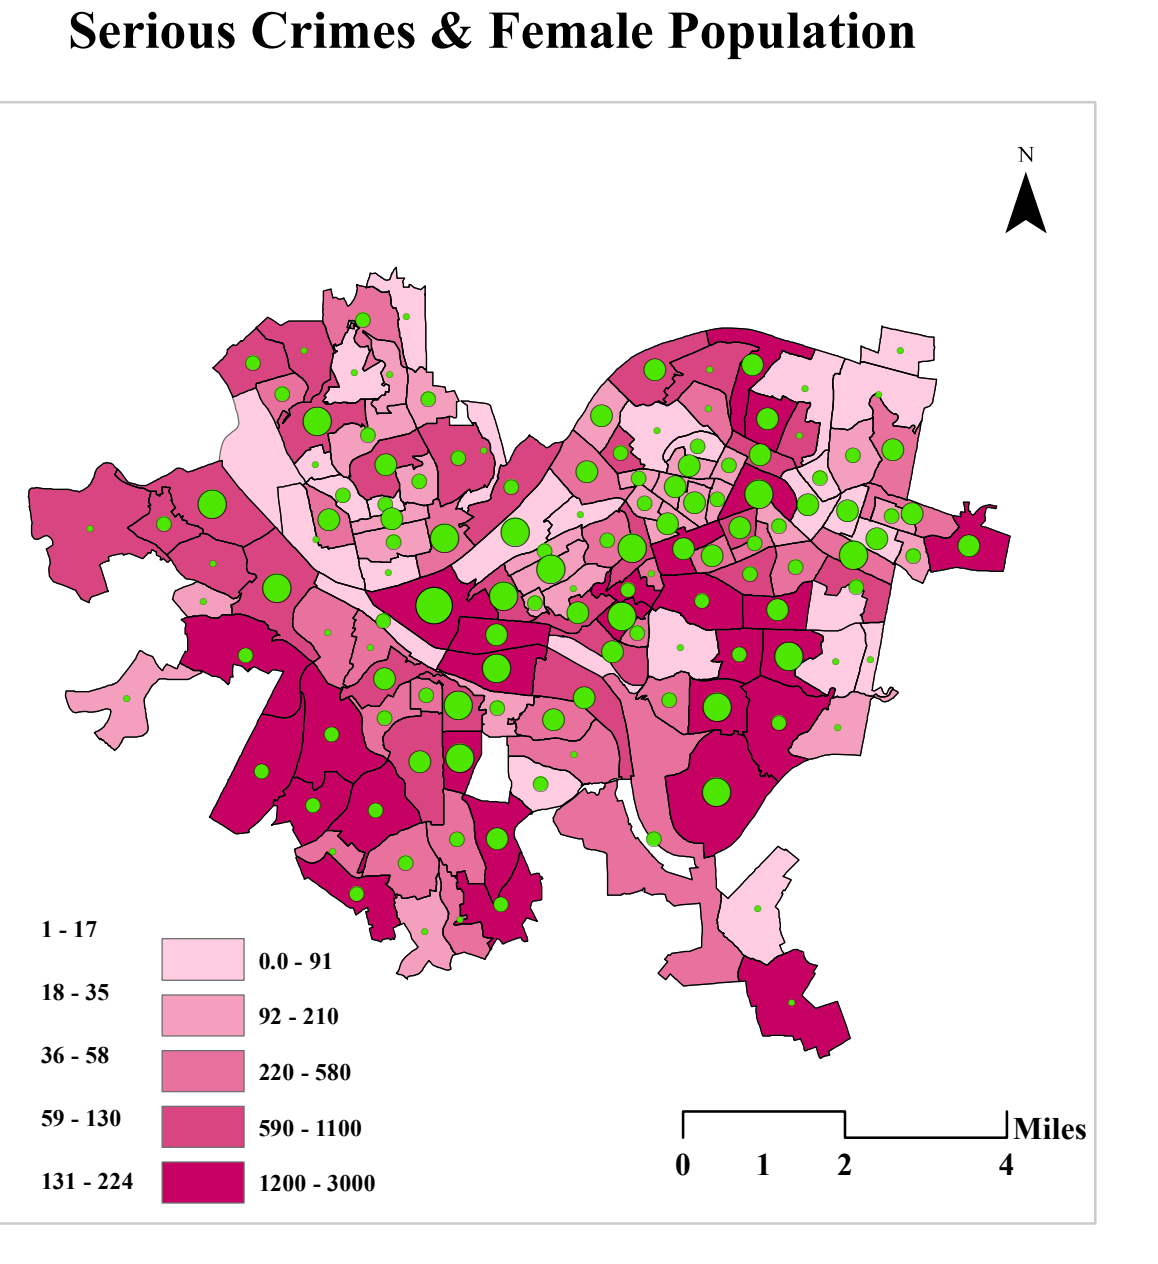 Serious Crimes & Female Population
N
1 - 17
0.0 - 91
18 - 35
92 - 210
36 - 58
220 - 580
59 - 130
590 - 1100
131 - 224
1200 - 3000
Miles
0 1 2 4